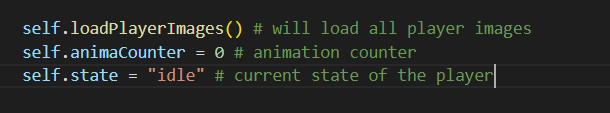 self.loadPlayerImages() # will load all player images
self.animaCounter = 0 # animation counter
self.state = "idle" # current state of the player